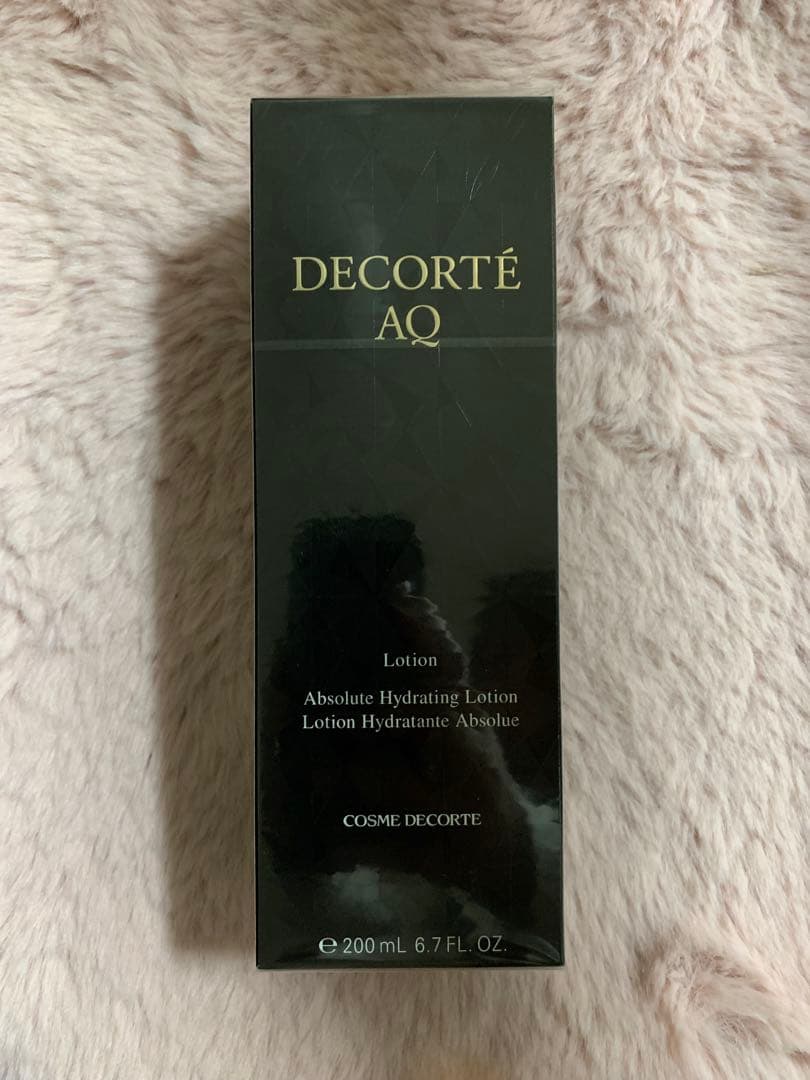 DECORTÉ
AQ
Lotion
Absolute Hydrating Lotion
Lotion Hydratante Absolue
COSME DECORTE
℮ 200 mL 6.7 FL. OZ.